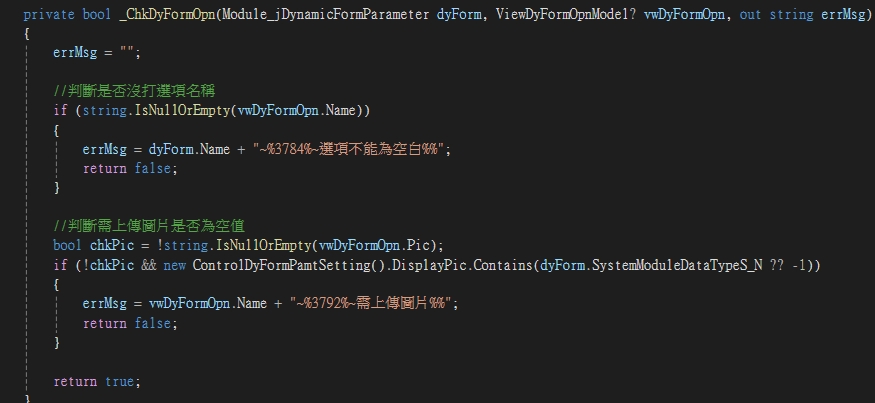 private bool _ChkDyFormOpn(Module_jDynamicFormParameter dyForm, ViewDyFormOpnModel? vwDyFormOpn, out string errMsg)
{
errMsg = "";
//判斷是否沒打選項名稱
if (string.IsNullOrEmpty(vwDyFormOpn.Name))
{
errMsg = dyForm.Name + "~%3784%~選項不能為空白%%";
return false;
}
//判斷需上傳圖片是否為空值
bool chkPic = !string.IsNullOrEmpty(vwDyFormOpn.Pic);
if (!chkPic && new ControlDyFormPamtSetting().DisplayPic.Contains(dyForm.SystemModuleDataTypeS_N ?? -1))
{
errMsg = vwDyFormOpn.Name + "~%3792%~需上傳圖片%%";
return false;
}
return true;
}